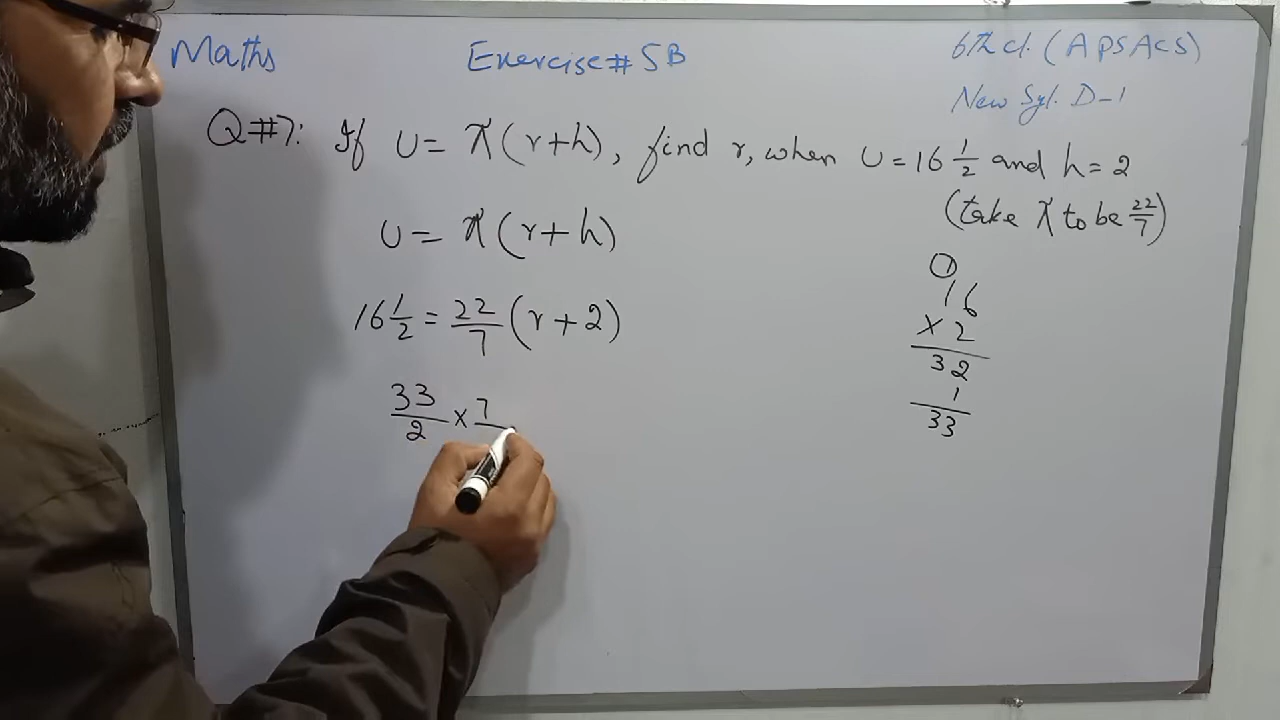 Maths Exercise # 5B 6th cl. (APSACS)
New Syl. D-1
Q#7: If U = π(r+h), find r, when U = 16 1/2 and h = 2
(take π to be 22/7)
U = π(r+h)
16 1/2 = 22/7 (r+2)
33/2 × 7
1
16
×2
32
1
33